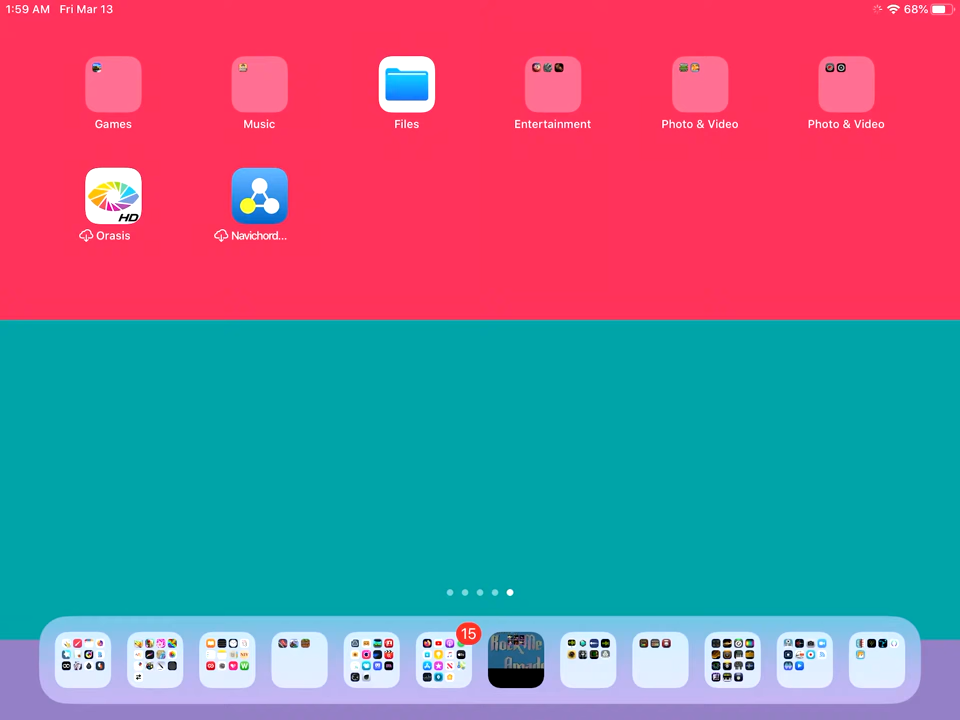 1:59 AM Fri Mar 13 68%
Games Music Files Entertainment Photo & Video Photo & Video
HD
Orasis Navichord...
15